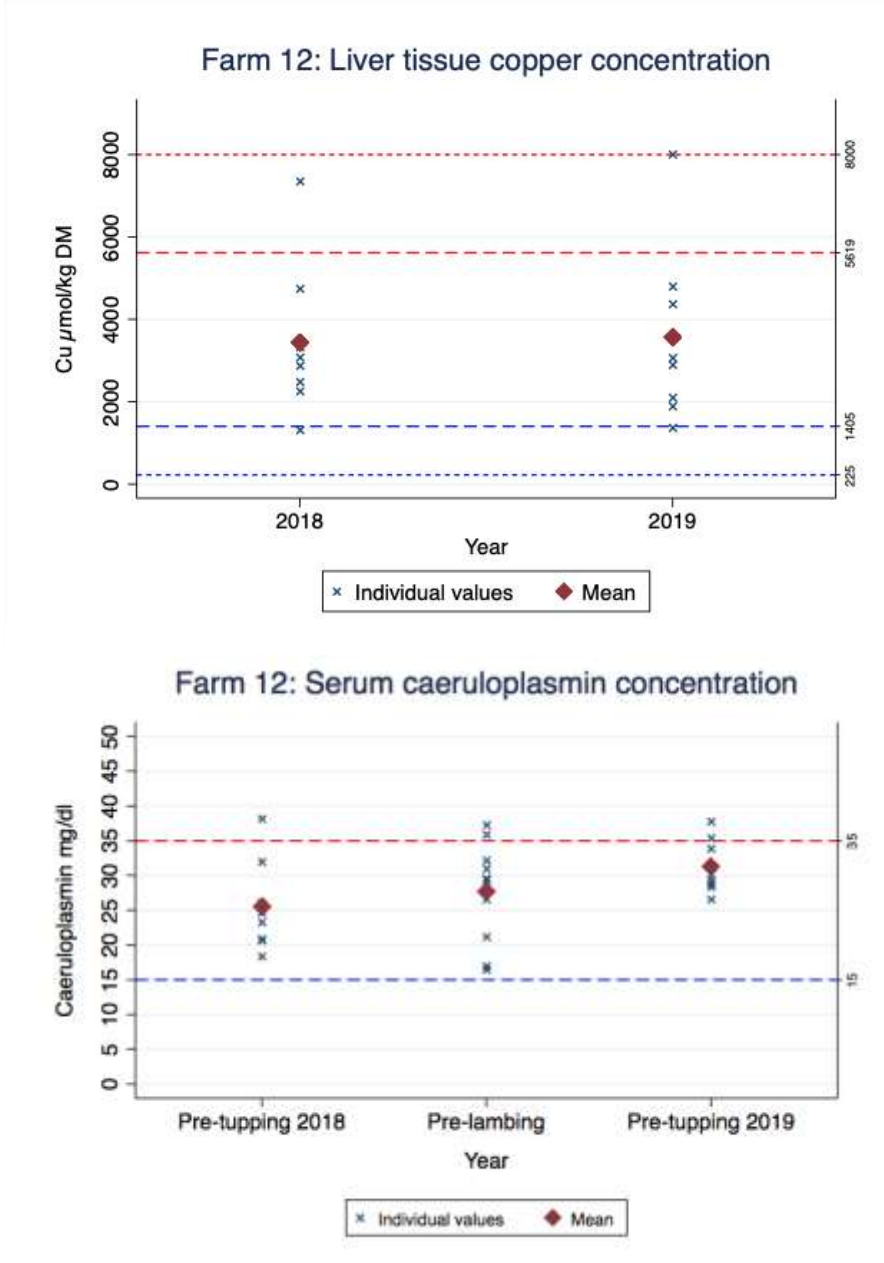 Farm 12: Liver tissue copper concentration
Cu µmol/kg DM
8000
6000
4000
2000
0
8000
5619
1405
225
2018 2019
Year
Individual values Mean
Farm 12: Serum caeruloplasmin concentration
Caeruloplasmin mg/dl
50
45
40
35
30
25
20
15
10
5
0
35
15
Pre-tupping 2018 Pre-lambing Pre-tupping 2019
Year
Individual values Mean